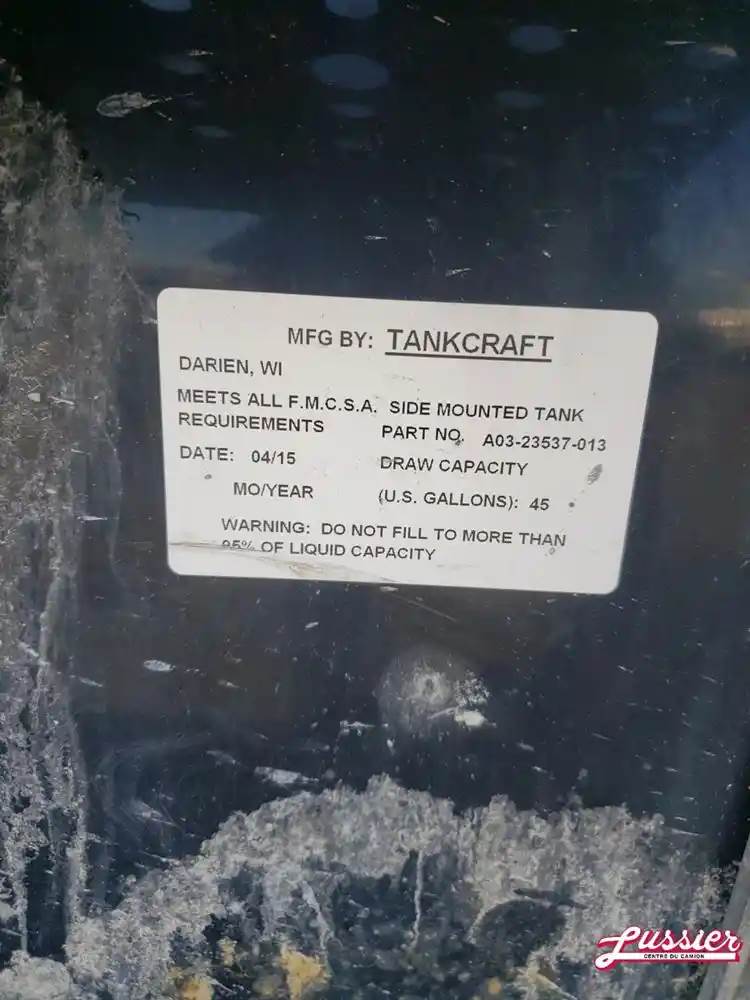 MFG BY: TANKCRAFT
DARIEN, WI
MEETS ALL F.M.C.S.A. SIDE MOUNTED TANK
REQUIREMENTS PART NO. A03-23537-013
DATE: 04/15 DRAW CAPACITY
MO/YEAR (U.S. GALLONS): 45
WARNING: DO NOT FILL TO MORE THAN
95% OF LIQUID CAPACITY
Lussier
CENTRE DU CAMION